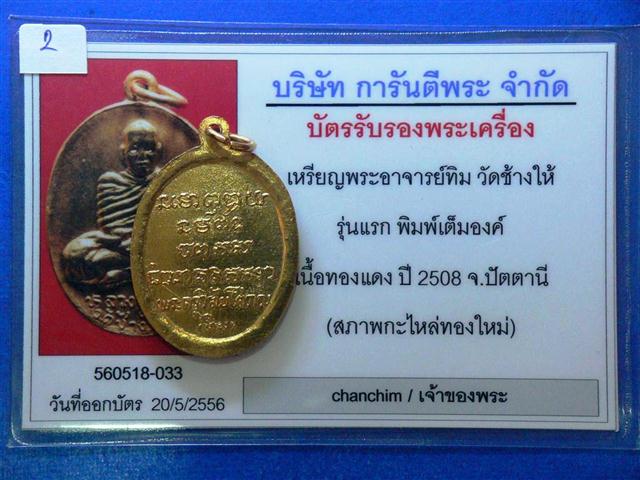 2
บริษัท การันตีพระ จำกัด
บัตรรับรองพระเครื่อง
เหรียญพระอาจารย์ทิม วัดช้างให้
รุ่นแรก พิมพ์เต็มองค์
เนื้อทองแดง ปี 2508 จ.ปัตตานี
(สภาพกะไหล่ทองใหม่)
560518-033
วันที่ออกบัตร 20/5/2556
chanchim / เจ้าของพระ